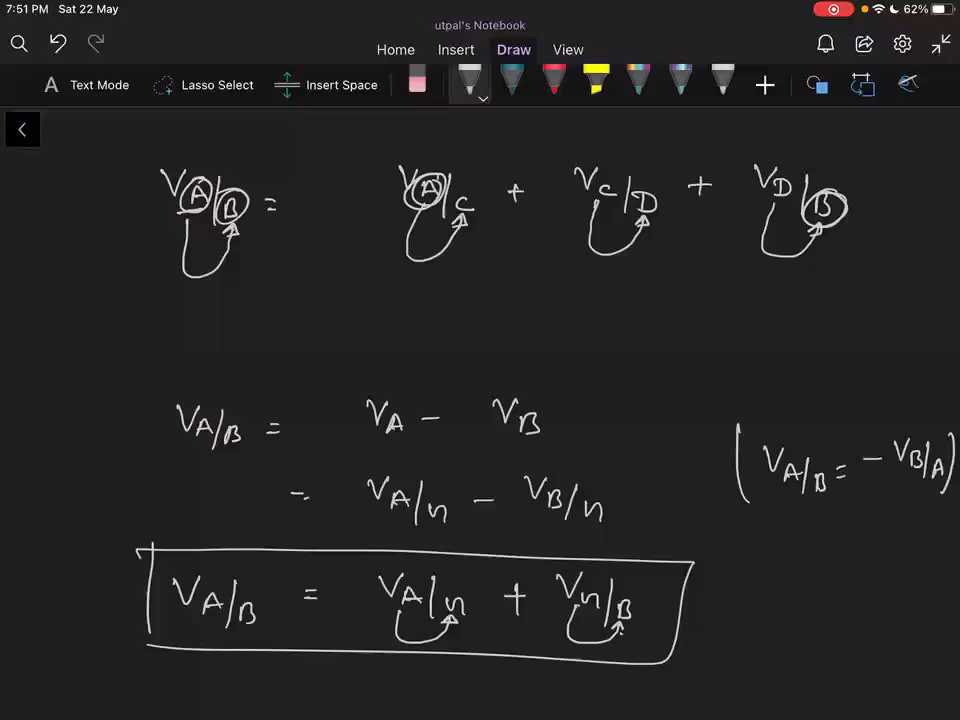 7:51 PM Sat 22 May 62%
utpal's Notebook
Home Insert Draw View
A Text Mode Lasso Select Insert Space
VA/B = VA/C + VC/D + VD/B
VA/B = VA - VB
= VA/n - VB/n
(VA/B = - VB/A)
VA/B = VA/n + Vn/B